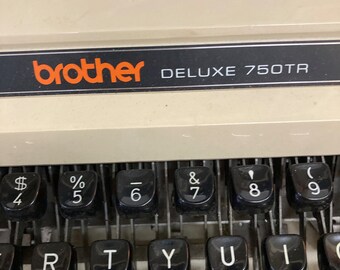 brother DELUXE 750TR
$ % _ & ' (
4 5 6 7 8 9
R T Y U I